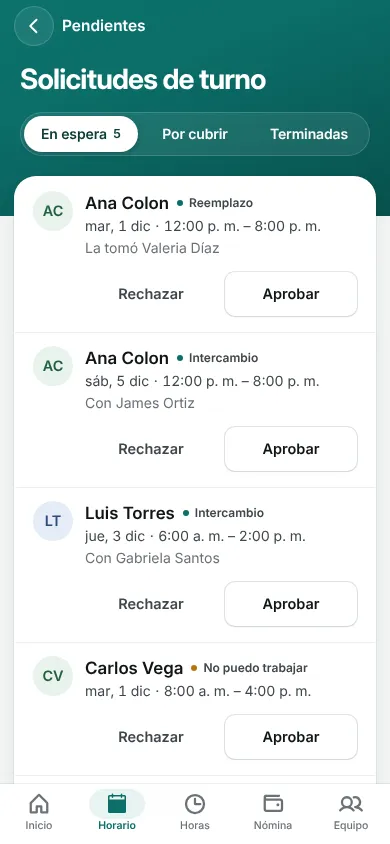 Pendientes
Solicitudes de turno
En espera 5 Por cubrir Terminadas
AC Ana Colon • Reemplazo
mar, 1 dic · 12:00 p. m. – 8:00 p. m.
La tomó Valeria Díaz
Rechazar Aprobar
AC Ana Colon • Intercambio
sáb, 5 dic · 12:00 p. m. – 8:00 p. m.
Con James Ortiz
Rechazar Aprobar
LT Luis Torres • Intercambio
jue, 3 dic · 6:00 a. m. – 2:00 p. m.
Con Gabriela Santos
Rechazar Aprobar
CV Carlos Vega • No puedo trabajar
mar, 1 dic · 8:00 a. m. – 4:00 p. m.
Rechazar Aprobar
Inicio Horario Horas Nómina Equipo